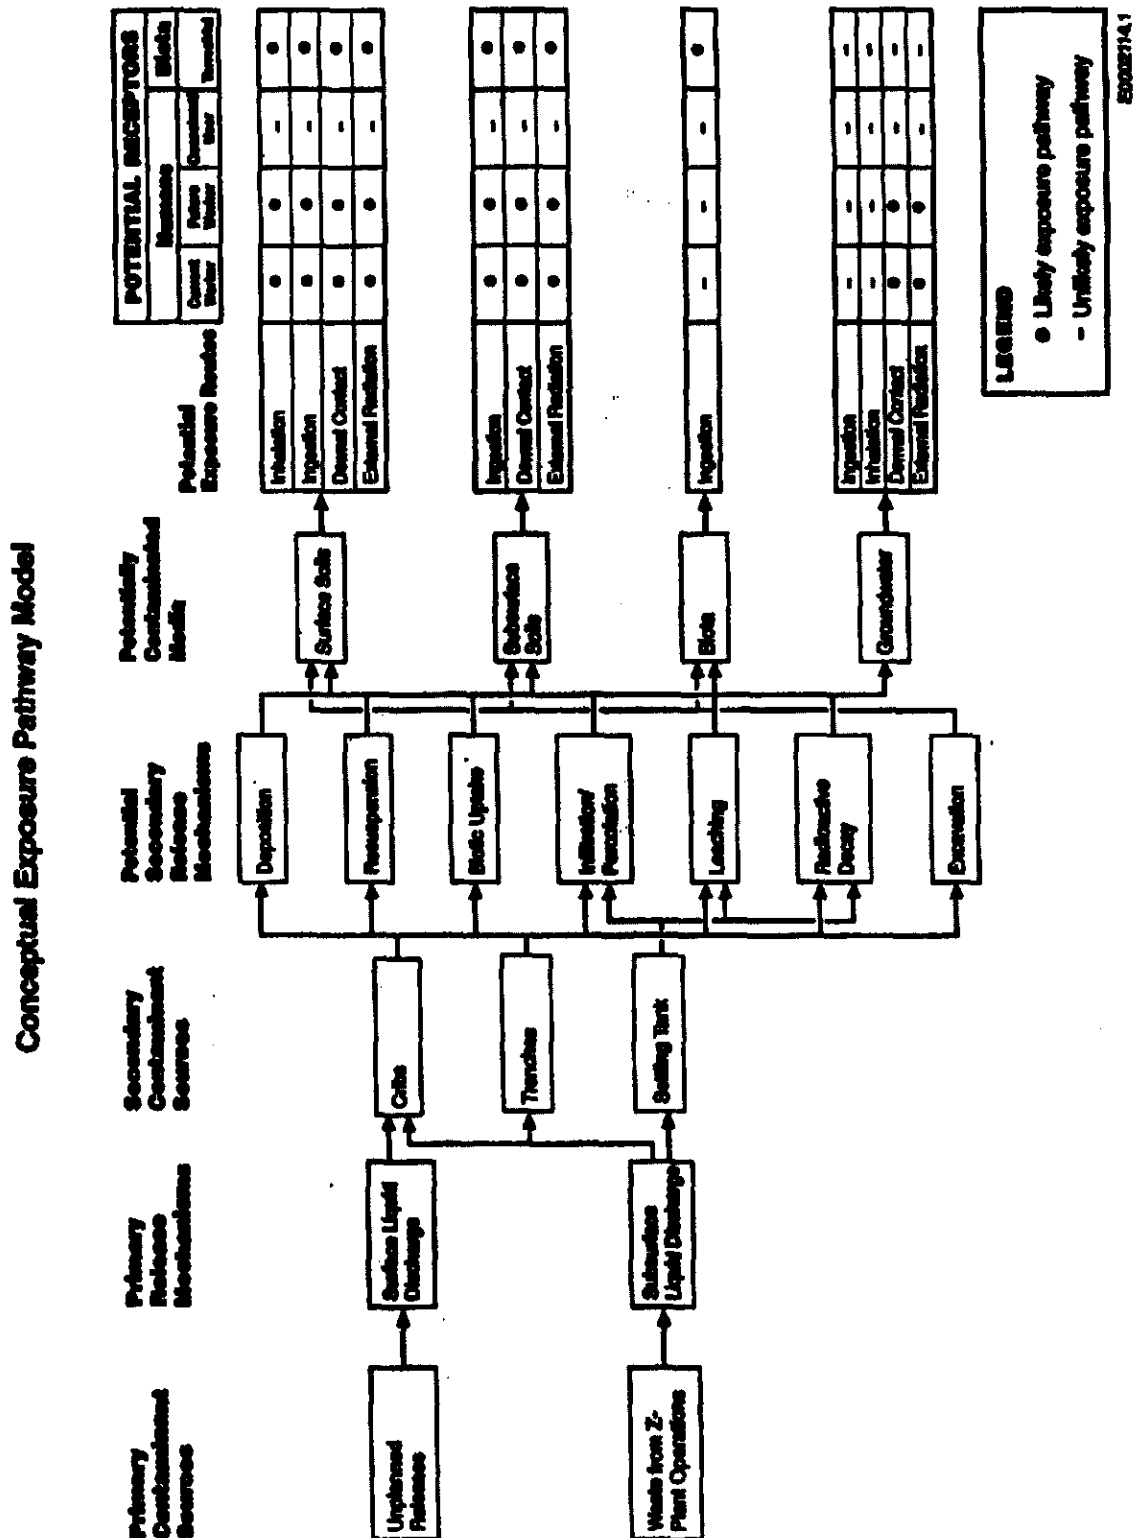 Conceptual Exposure Pathway Model
Primary
Contaminant
Sources
Primary
Release
Mechanisms
Secondary
Contaminant
Sources
Potential
Secondary
Release
Mechanisms
Potentially
Contaminated
Media
Potential
Exposure Routes
POTENTIAL RECEPTORS
Humans
Biota
Current
Worker
Future
Worker
Occasional
User
Terrestrial
Unplanned
Releases
Waste from Z-
Plant Operations
Surface Liquid
Discharge
Subsurface
Liquid Discharge
Cribs
Trenches
Settling Tank
Deposition
Resuspension
Biotic Uptake
Infiltration/
Percolation
Leaching
Radioactive
Decay
Excavation
Surface Soils
Subsurface
Soils
Biota
Groundwater
Inhalation ● ● - ●
Ingestion ● ● - ●
Dermal Contact ● ● - ●
External Radiation ● ● - ●
Ingestion ● ● - ●
Dermal Contact ● ● - ●
External Radiation ● ● - ●
Ingestion - - - ●
Ingestion - - - -
Inhalation - - - -
Dermal Contact ● ● - -
External Radiation ● ● - -
LEGEND
● Likely exposure pathway
- Unlikely exposure pathway
E0002114.1